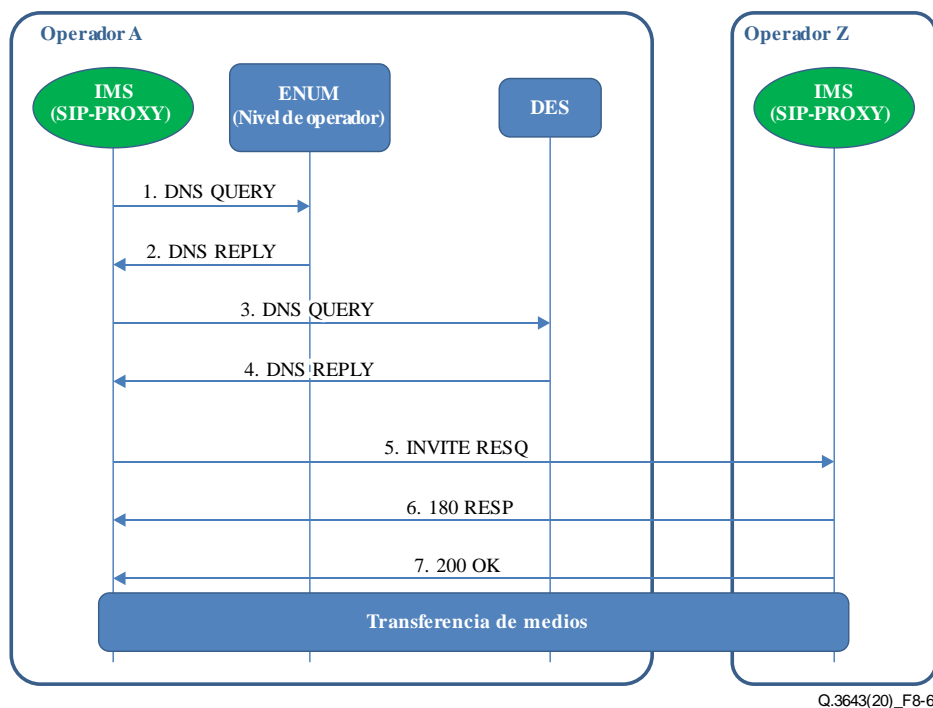 Operador A
Operador Z
IMS
(SIP-PROXY)
ENUM
(Nivel de operador)
DES
IMS
(SIP-PROXY)
1. DNS QUERY
2. DNS REPLY
3. DNS QUERY
4. DNS REPLY
5. INVITE RESQ
6. 180 RESP
7. 200 OK
Transferencia de medios
Q.3643(20)_F8-6